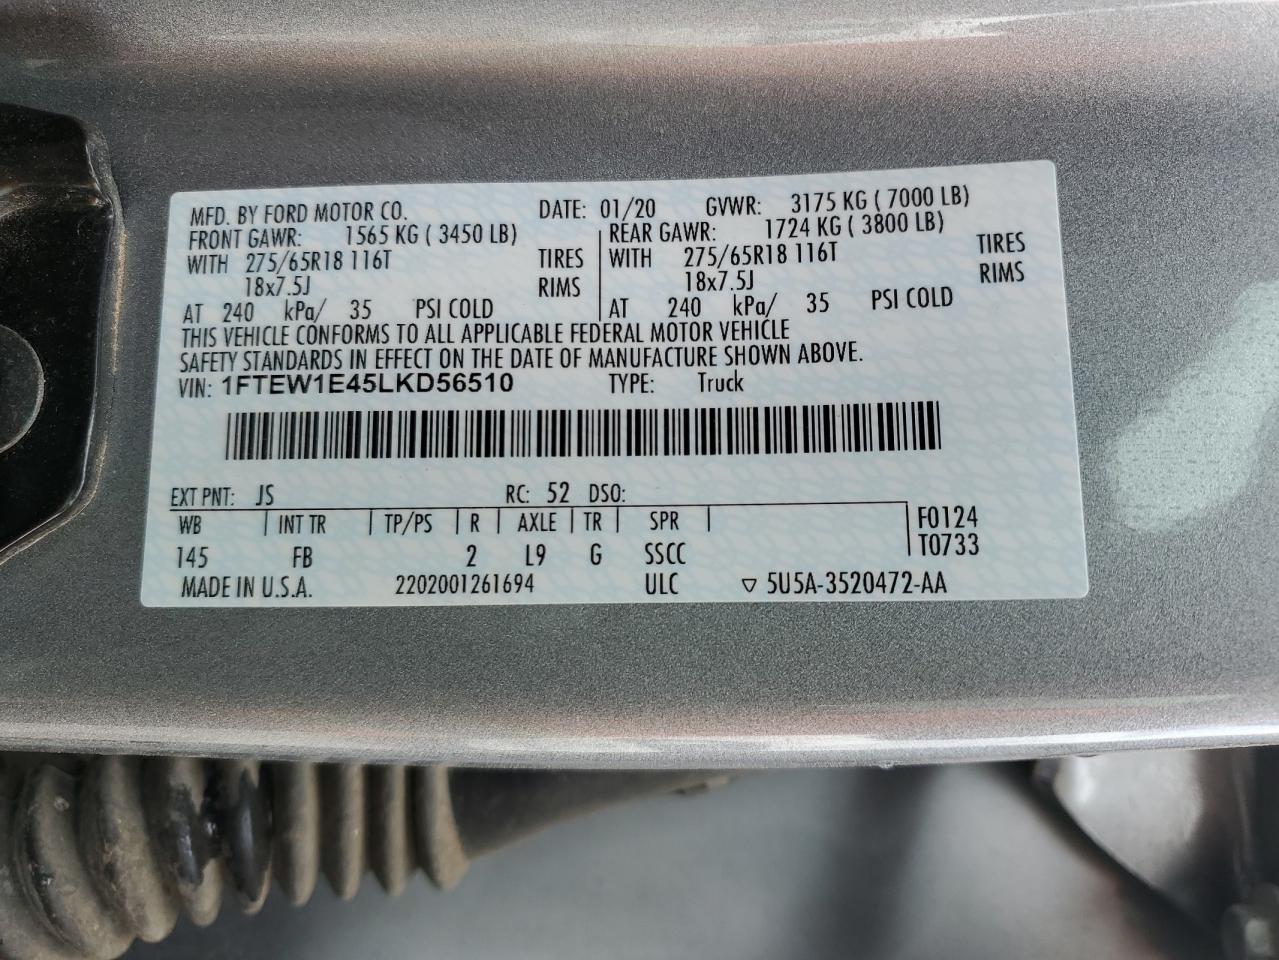 MFD. BY FORD MOTOR CO. DATE: 01/20 GVWR: 3175 KG ( 7000 LB)
FRONT GAWR: 1565 KG ( 3450 LB) REAR GAWR: 1724 KG ( 3800 LB)
WITH 275/65R18 116T TIRES WITH 275/65R18 116T TIRES
18x7.5J RIMS 18x7.5J RIMS
AT 240 kPa/ 35 PSI COLD AT 240 kPa/ 35 PSI COLD
THIS VEHICLE CONFORMS TO ALL APPLICABLE FEDERAL MOTOR VEHICLE
SAFETY STANDARDS IN EFFECT ON THE DATE OF MANUFACTURE SHOWN ABOVE.
VIN: 1FTEW1E45LKD56510 TYPE: Truck
EXT PNT: JS RC: 52 DSO:
WB INT TR TP/PS R AXLE TR SPR F0124
145 FB 2 L9 G SSCC T0733
MADE IN U.S.A. 2202001261694 ULC ▽ 5U5A-3520472-AA